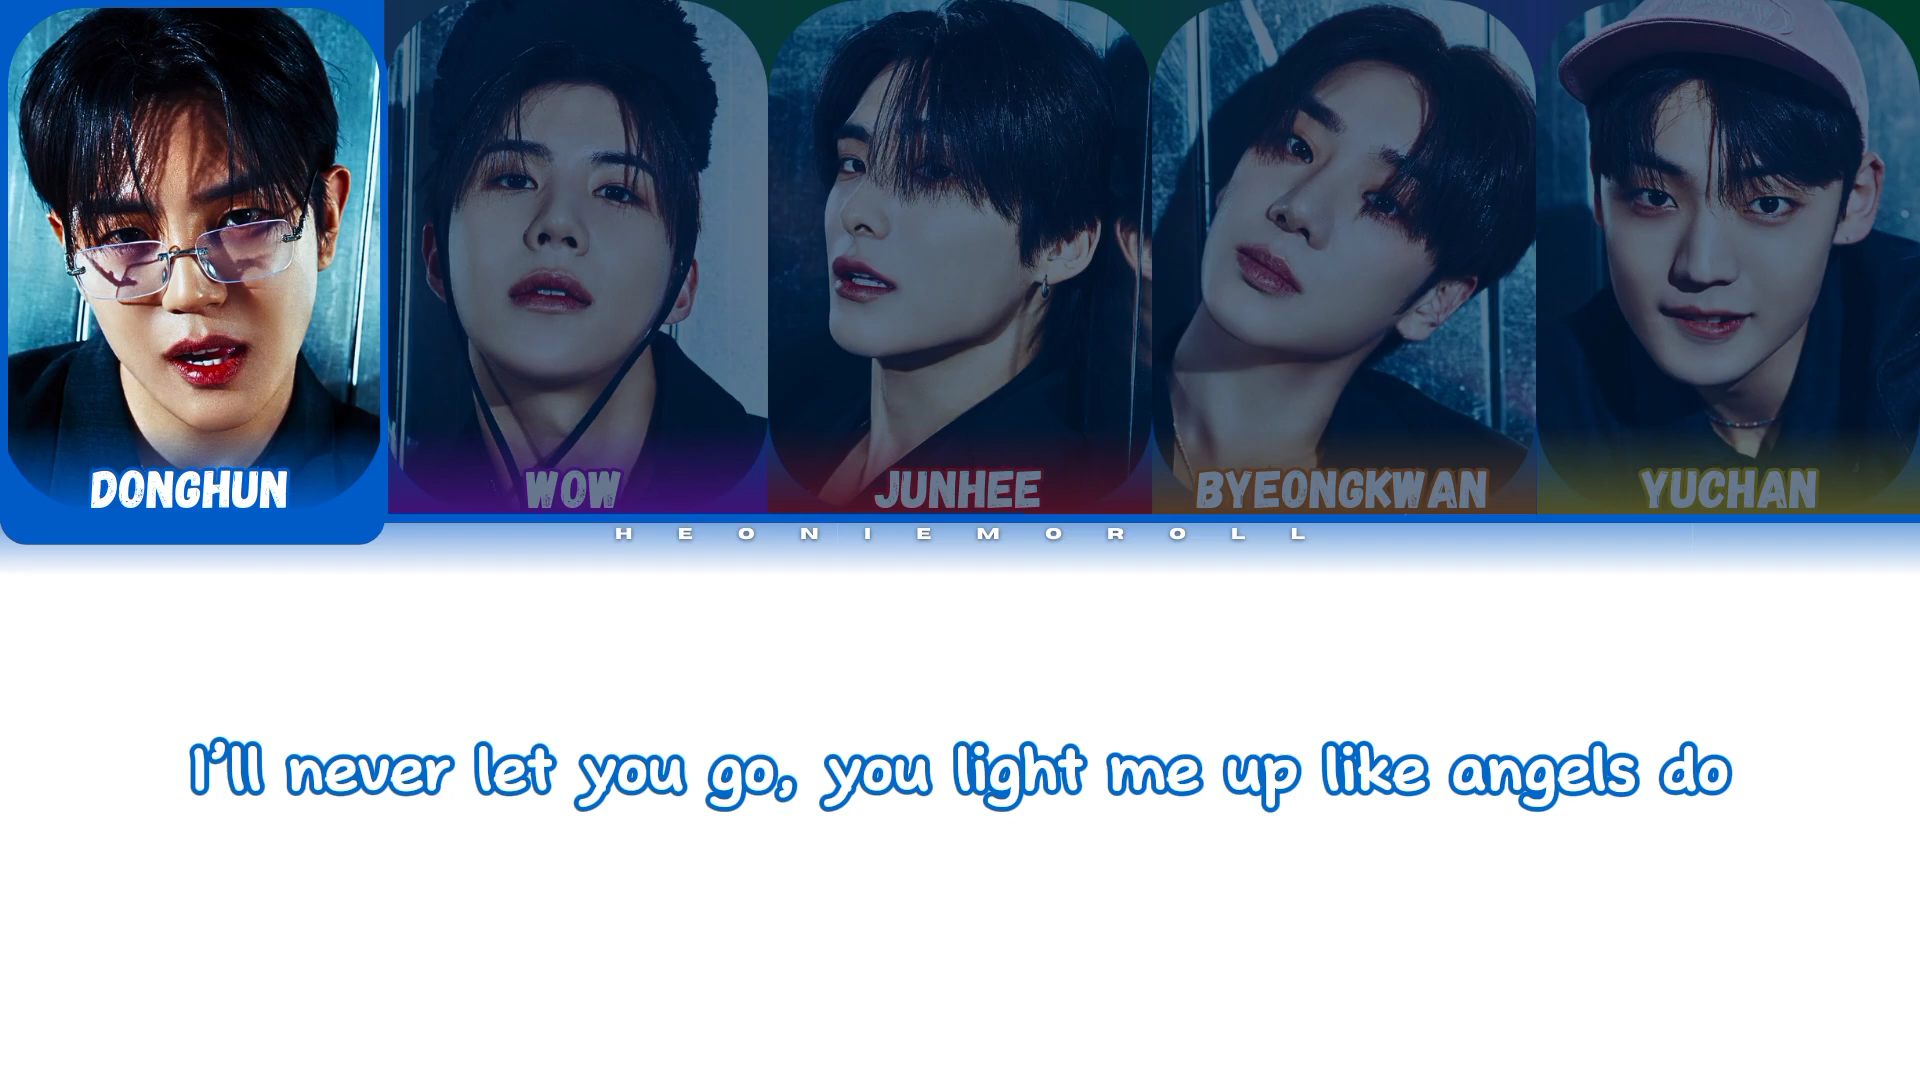 DONGHUN
WOW
JUNHEE
BYEONGKWAN
YUCHAN
HEONIEMOROLL
I'll never let you go, you light me up like angels do